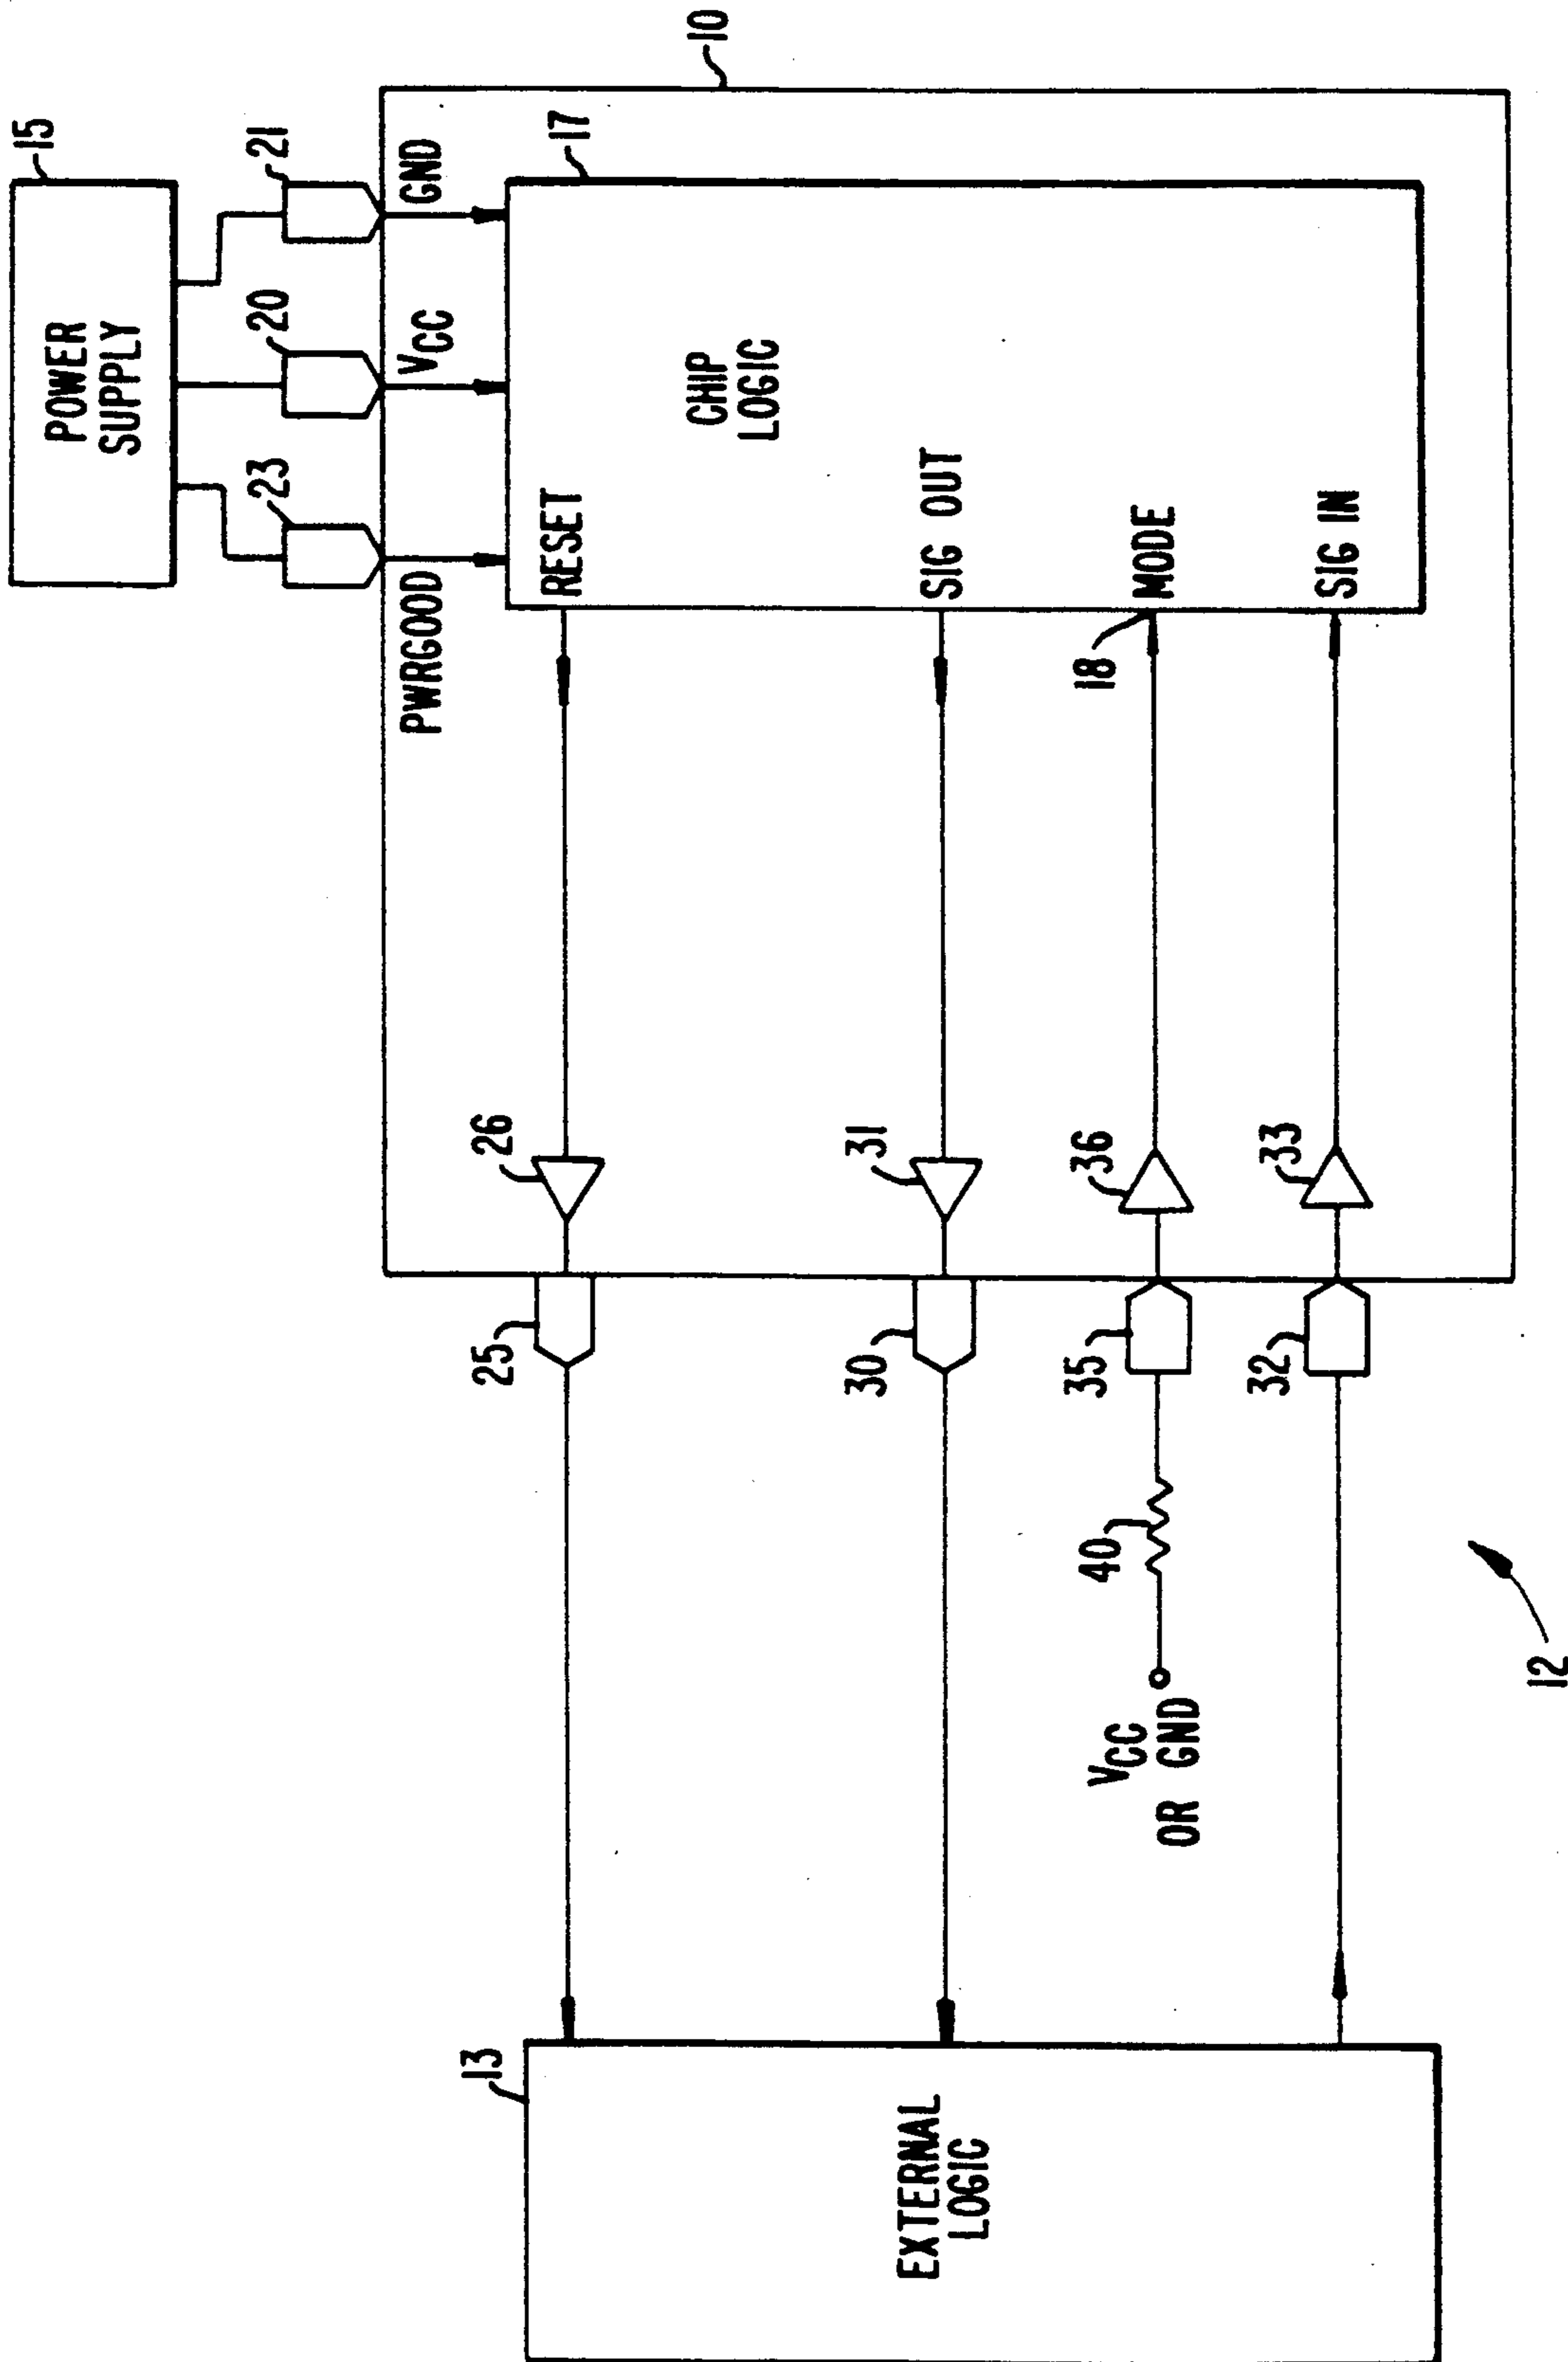 15
POWER
SUPPLY
23
20
21
PWRGOOD
VCC
GND
10
17
RESET
CHIP
LOGIC
SIG OUT
MODE
SIG IN
18
26
31
36
33
25
30
35
32
40
VCC
OR GND
13
EXTERNAL
LOGIC
12